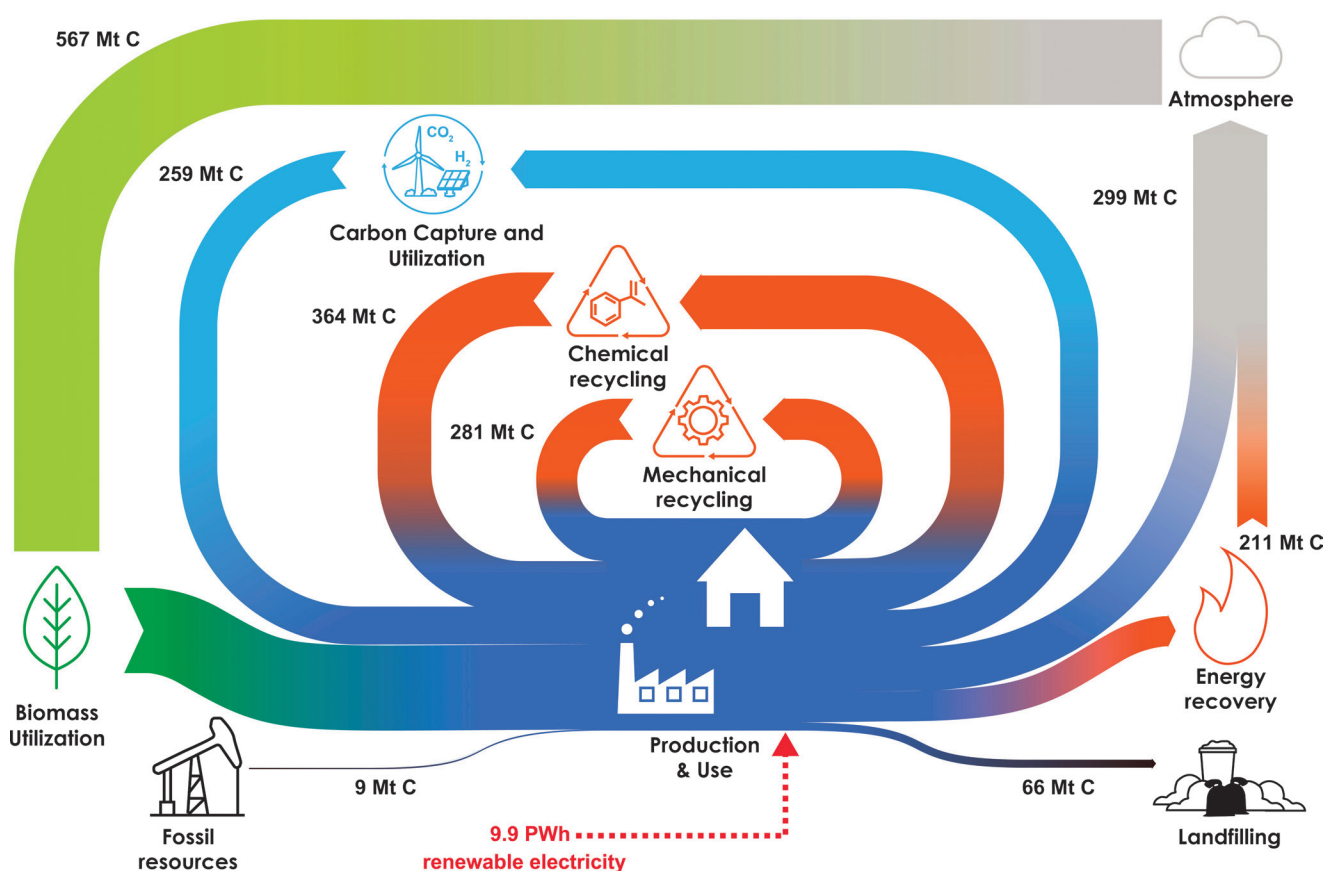 567 Mt C
Atmosphere
CO2
H2
259 Mt C
299 Mt C
Carbon Capture and
Utilization
364 Mt C
Chemical
recycling
281 Mt C
Mechanical
recycling
211 Mt C
Biomass
Utilization
Energy
recovery
Production
& Use
9 Mt C
66 Mt C
Fossil
resources
Landfilling
9.9 PWh
renewable electricity